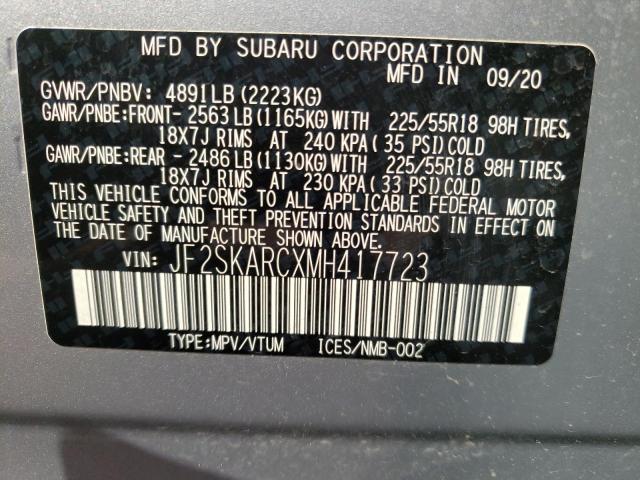 MFD BY SUBARU CORPORATION
MFD IN 09/20
GVWR/PNBV: 4891LB(2223KG)
GAWR/PNBE:FRONT- 2563LB(1165KG)WITH 225/55R18 98H TIRES,
18X7J RIMS AT 240 KPA(35 PSI)COLD
GAWR/PNBE:REAR - 2486LB(1130KG)WITH 225/55R18 98H TIRES,
18X7J RIMS AT 230 KPA(33 PSI)COLD
THIS VEHICLE CONFORMS TO ALL APPLICABLE FEDERAL MOTOR
VEHICLE SAFETY AND THEFT PREVENTION STANDARDS IN EFFECT ON
THE DATE OF MANUFACTURE SHOWN ABOVE.
VIN: JF2SKARCXMH417723
TYPE:MPV/VTUM ICES/NMB-002